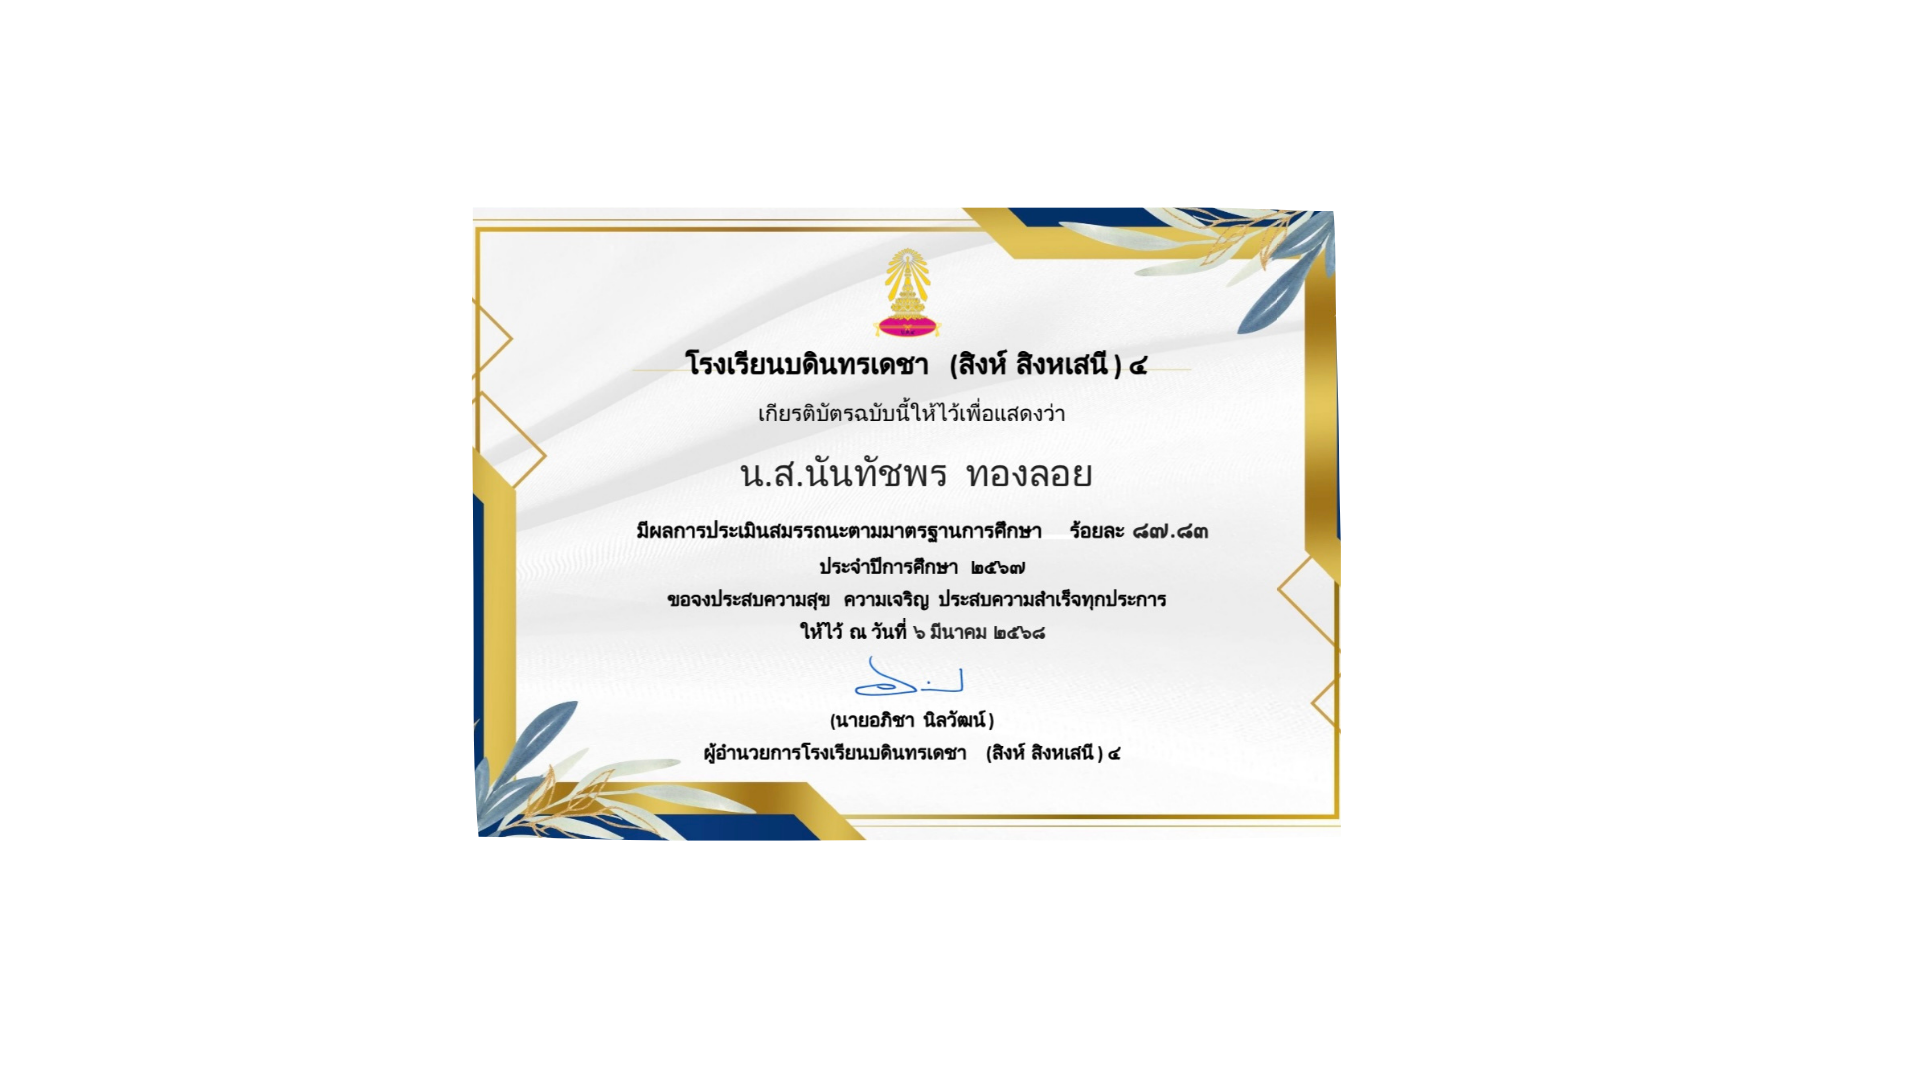 โรงเรียนบดินทรเดชา (สิงห์ สิงหเสนี) ๔
เกียรติบัตรฉบับนี้ให้ไว้เพื่อแสดงว่า
น.ส.นันทัชพร ทองลอย
มีผลการประเมินสมรรถนะตามมาตรฐานการศึกษา ร้อยละ ๘๗.๘๓
ประจำปีการศึกษา ๒๕๖๗
ขอจงประสบความสุข ความเจริญ ประสบความสำเร็จทุกประการ
ให้ไว้ ณ วันที่ ๖ มีนาคม ๒๕๖๘
(นายอภิชา นิลวัฒน์)
ผู้อำนวยการโรงเรียนบดินทรเดชา (สิงห์ สิงหเสนี) ๔